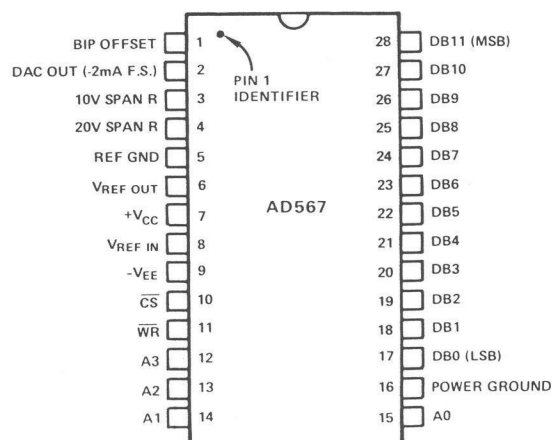 BIP OFFSET 1
DAC OUT (-2mA F.S.) 2
10V SPAN R 3
20V SPAN R 4
REF GND 5
VREF OUT 6
+VCC 7
VREF IN 8
-VEE 9
C̅S̅ 10
W̅R̅ 11
A3 12
A2 13
A1 14
PIN 1
IDENTIFIER
AD567
28 DB11 (MSB)
27 DB10
26 DB9
25 DB8
24 DB7
23 DB6
22 DB5
21 DB4
20 DB3
19 DB2
18 DB1
17 DB0 (LSB)
16 POWER GROUND
15 A0